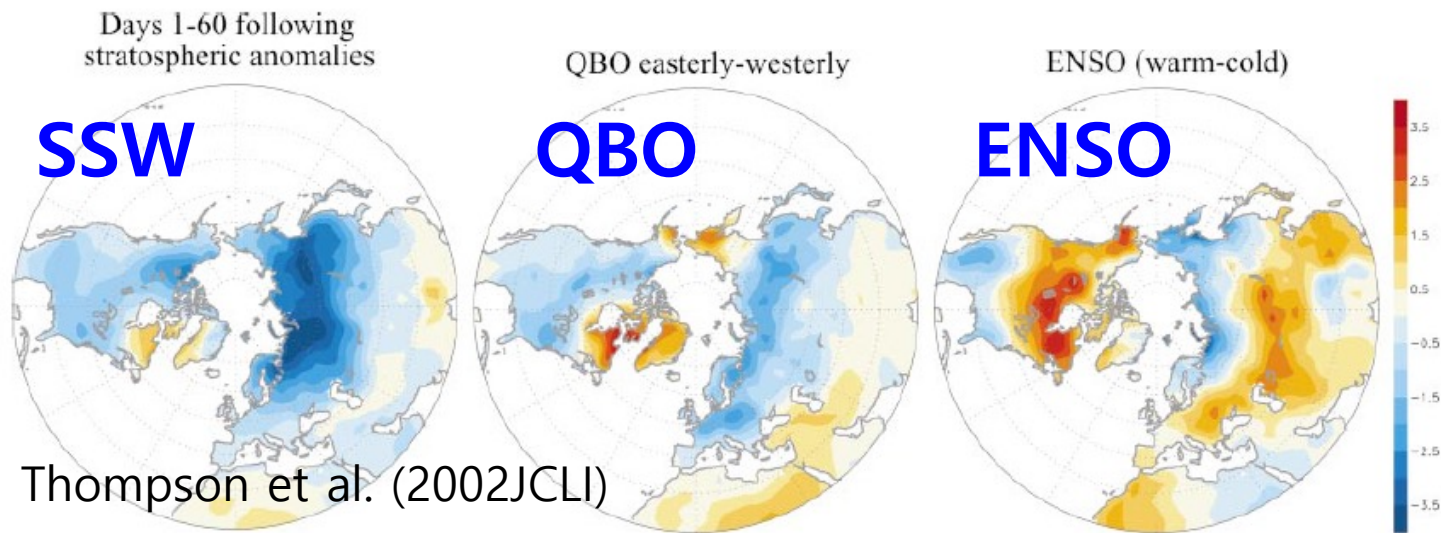 Days 1-60 following
stratospheric anomalies
QBO easterly-westerly
ENSO (warm-cold)
SSW
QBO
ENSO
3.5
2.5
1.5
0.5
-0.5
-1.5
-2.5
-3.5
Thompson et al. (2002JCLI)